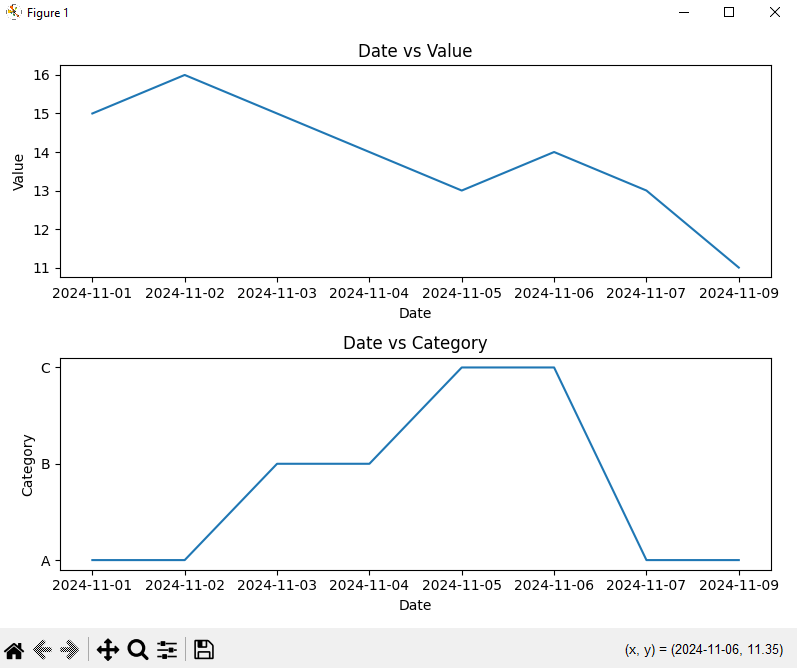 Figure 1
Date vs Value
16
15
14
13
12
11
Value
2024-11-01 2024-11-02 2024-11-03 2024-11-04 2024-11-05 2024-11-06 2024-11-07 2024-11-09
Date
Date vs Category
C
B
A
Category
2024-11-01 2024-11-02 2024-11-03 2024-11-04 2024-11-05 2024-11-06 2024-11-07 2024-11-09
Date
(x, y) = (2024-11-06, 11.35)